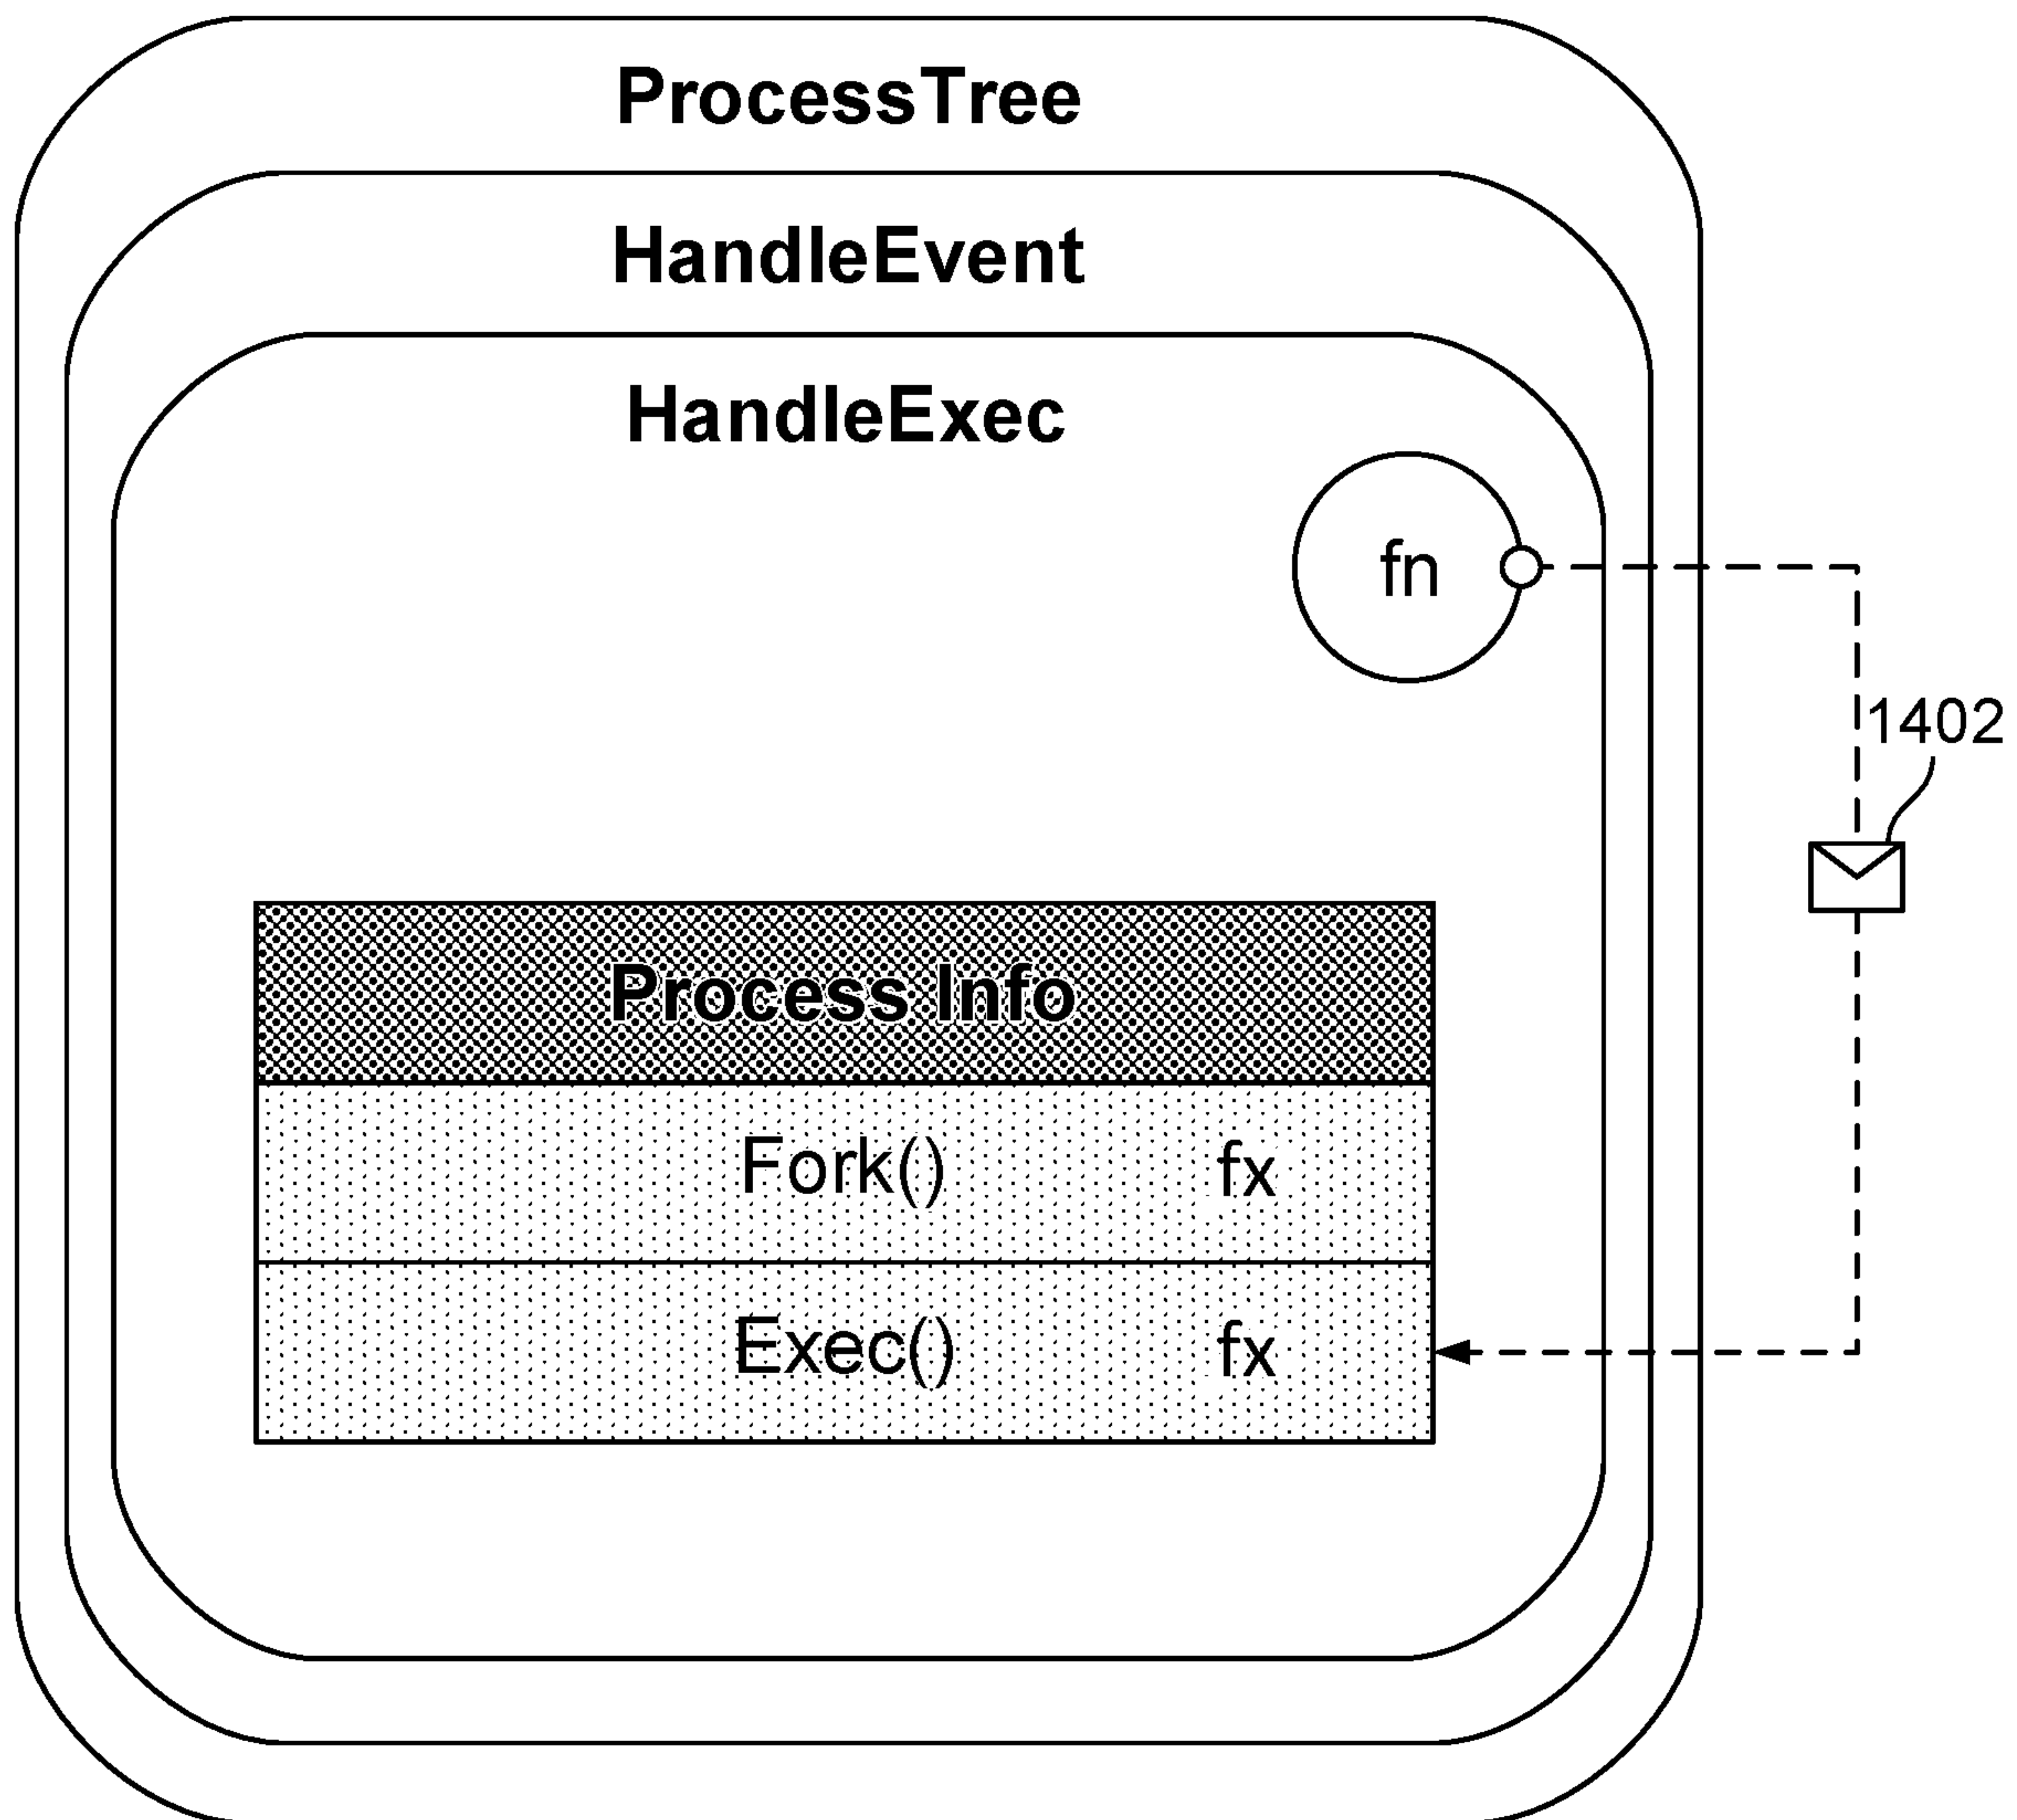 ProcessTree
HandleEvent
HandleExec
fn
1402
Process Info
Fork() fx
Exec() fx